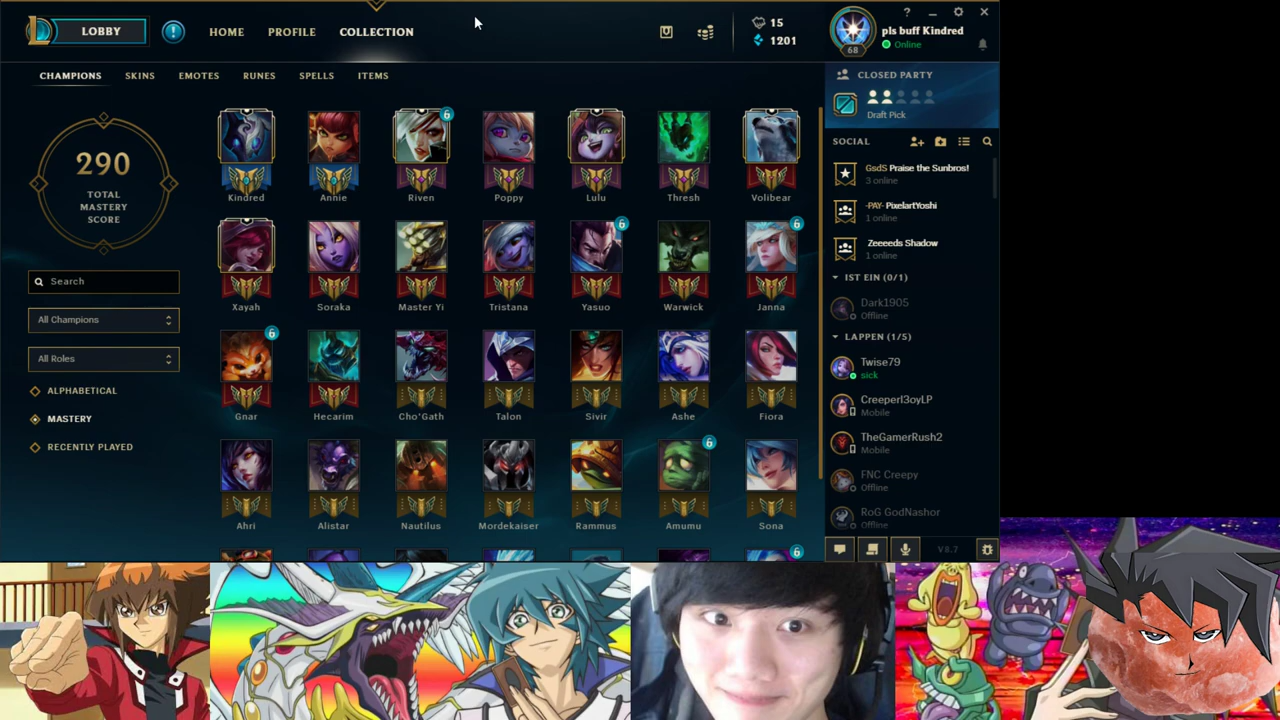 LOBBY
HOME
PROFILE
COLLECTION
15
1201
?
68
pls buff Kindred
Online
CHAMPIONS
SKINS
EMOTES
RUNES
SPELLS
ITEMS
290
TOTAL
MASTERY
SCORE
Search
All Champions
All Roles
ALPHABETICAL
MASTERY
RECENTLY PLAYED
Kindred
Annie
6
Riven
Poppy
Lulu
Thresh
Volibear
Xayah
Soraka
Master Yi
Tristana
6
Yasuo
Warwick
6
Janna
6
Gnar
Hecarim
Cho'Gath
Talon
Sivir
Ashe
Fiora
Ahri
Alistar
Nautilus
Mordekaiser
Rammus
6
Amumu
Sona
6
CLOSED PARTY
Draft Pick
SOCIAL
GsdS Praise the Sunbros!
3 online
-PAY- PixelartYoshi
1 online
Zeeeeds Shadow
1 online
IST EIN (0/1)
Dark1905
Offline
LAPPEN (1/5)
Twise79
sick
CreeperI3oyLP
Mobile
TheGamerRush2
Mobile
FNC Creepy
Offline
RoG GodNashor
Offline
V8.7